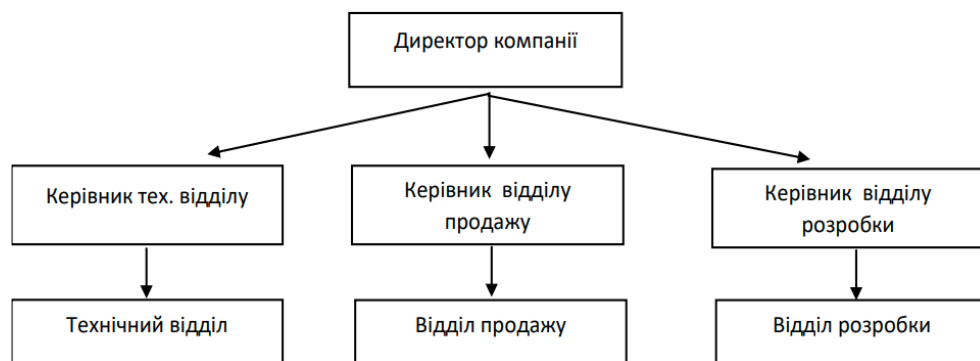 Директор компанії
Керівник тех. відділу
Керівник відділу
продажу
Керівник відділу
розробки
Технічний відділ
Відділ продажу
Відділ розробки